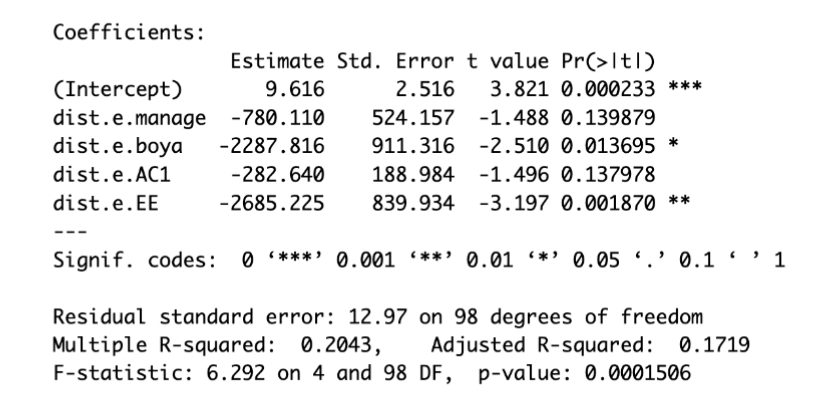 Coefficients:
Estimate Std. Error t value Pr(>|t|)
(Intercept) 9.616 2.516 3.821 0.000233 ***
dist.e.manage -780.110 524.157 -1.488 0.139879
dist.e.boya -2287.816 911.316 -2.510 0.013695 *
dist.e.AC1 -282.640 188.984 -1.496 0.137978
dist.e.EE -2685.225 839.934 -3.197 0.001870 **
---
Signif. codes: 0 ‘***’ 0.001 ‘**’ 0.01 ‘*’ 0.05 ‘.’ 0.1 ‘ ’ 1
Residual standard error: 12.97 on 98 degrees of freedom
Multiple R-squared: 0.2043, Adjusted R-squared: 0.1719
F-statistic: 6.292 on 4 and 98 DF, p-value: 0.0001506